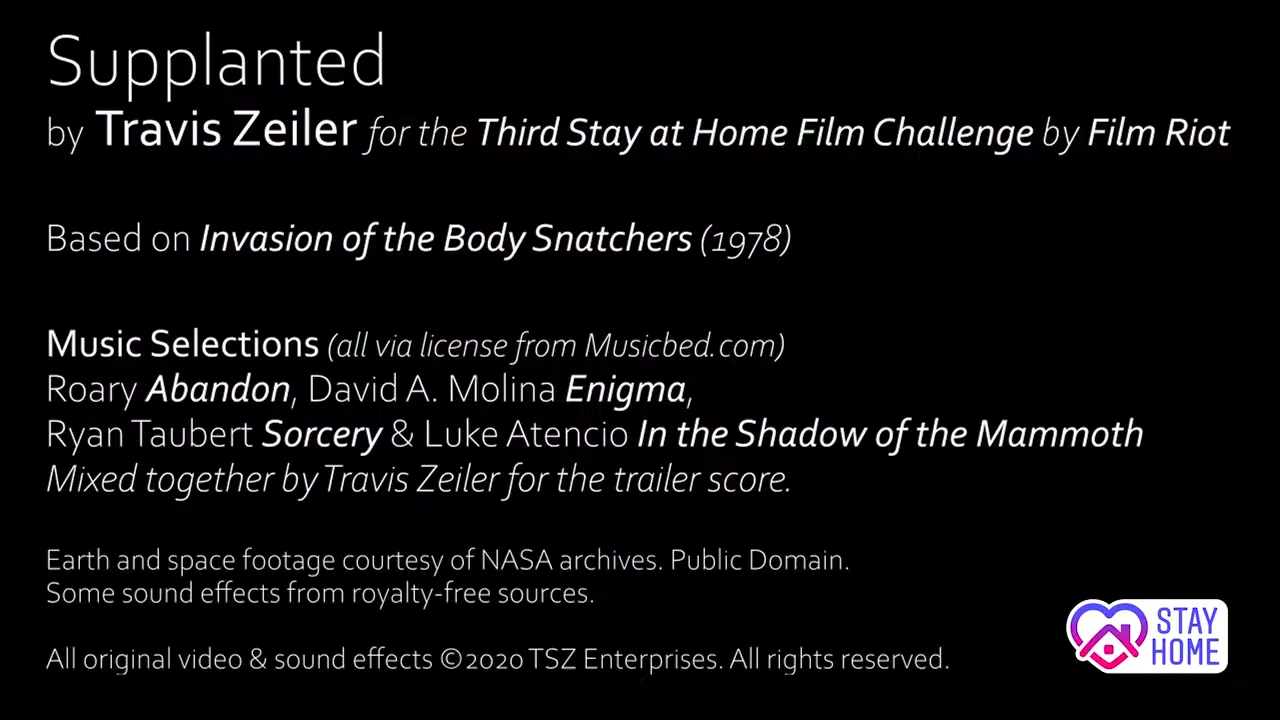 Supplanted
by Travis Zeiler for the Third Stay at Home Film Challenge by Film Riot
Based on Invasion of the Body Snatchers (1978)
Music Selections (all via license from Musicbed.com)
Roary Abandon, David A. Molina Enigma,
Ryan Taubert Sorcery & Luke Atencio In the Shadow of the Mammoth
Mixed together by Travis Zeiler for the trailer score.
Earth and space footage courtesy of NASA archives. Public Domain.
Some sound effects from royalty-free sources.
All original video & sound effects ©2020 TSZ Enterprises. All rights reserved.
STAY
HOME